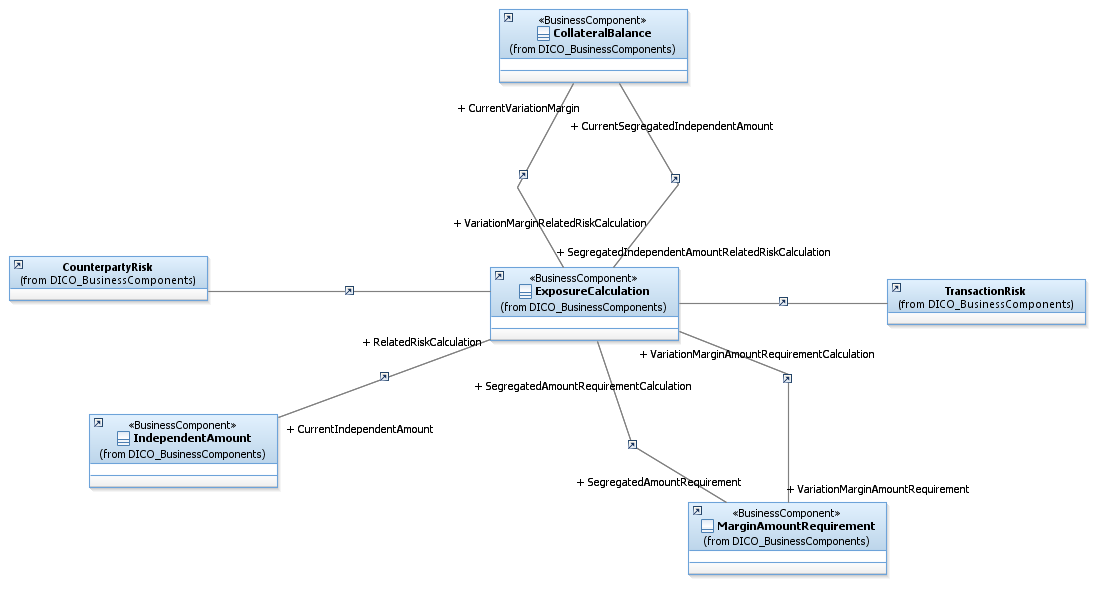 «BusinessComponent»
CollateralBalance
(from DICO_BusinessComponents)
+ CurrentVariationMargin
+ CurrentSegregatedIndependentAmount
+ VariationMarginRelatedRiskCalculation
+ SegregatedIndependentAmountRelatedRiskCalculation
CounterpartyRisk
(from DICO_BusinessComponents)
«BusinessComponent»
ExposureCalculation
(from DICO_BusinessComponents)
TransactionRisk
(from DICO_BusinessComponents)
+ RelatedRiskCalculation
+ VariationMarginAmountRequirementCalculation
+ SegregatedAmountRequirementCalculation
«BusinessComponent»
IndependentAmount
(from DICO_BusinessComponents)
+ CurrentIndependentAmount
+ SegregatedAmountRequirement
+ VariationMarginAmountRequirement
«BusinessComponent»
MarginAmountRequirement
(from DICO_BusinessComponents)